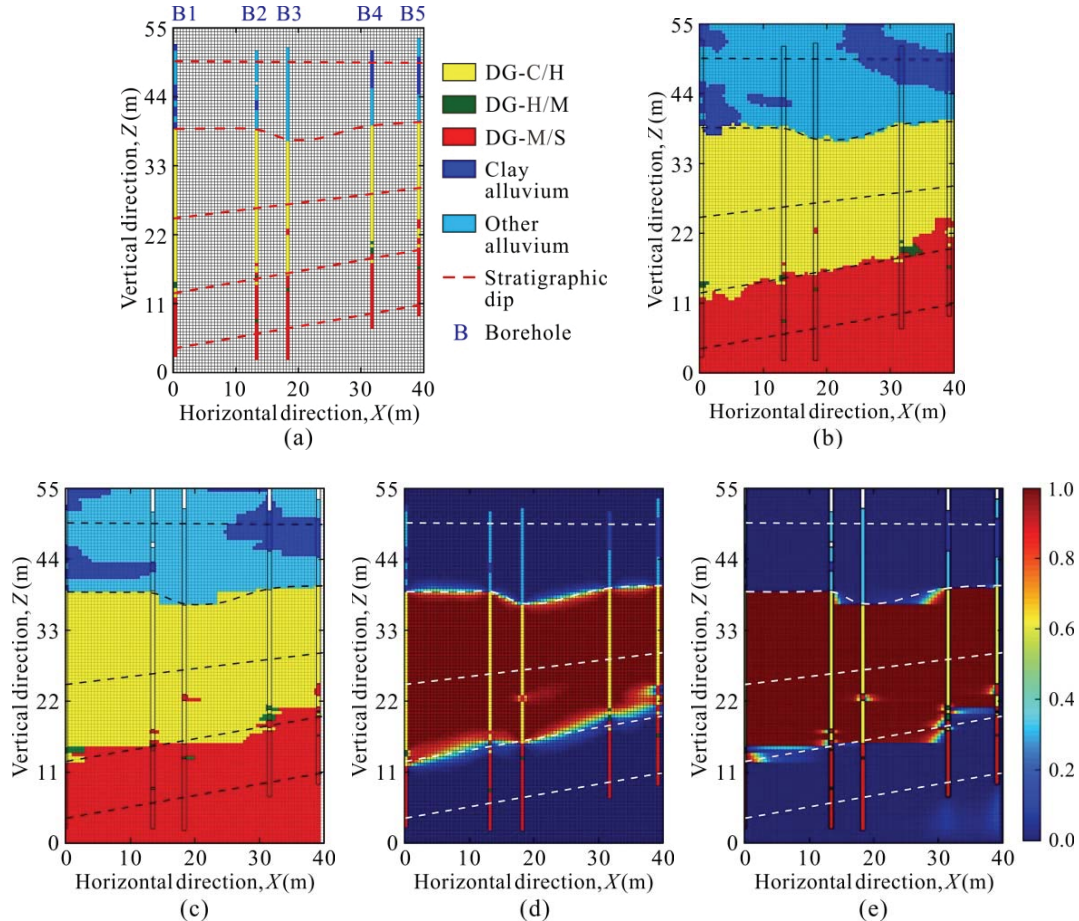 B1 B2 B3 B4 B5
55
44
33
22
11
0
Vertical direction, Z (m)
0 10 20 30 40
Horizontal direction, X (m)
(a)
DG-C/H
DG-H/M
DG-M/S
Clay
alluvium
Other
alluvium
Stratigraphic
dip
B Borehole
55
44
33
22
11
0
Vertical direction, Z (m)
0 10 20 30 40
Horizontal direction, X (m)
(b)
55
44
33
22
11
0
Vertical direction, Z (m)
0 10 20 30 40
Horizontal direction, X (m)
(c)
55
44
33
22
11
0
Vertical direction, Z (m)
0 10 20 30 40
Horizontal direction, X (m)
(d)
55
44
33
22
11
0
Vertical direction, Z (m)
0 10 20 30 40
Horizontal direction, X (m)
(e)
1.0
0.8
0.6
0.4
0.2
0.0